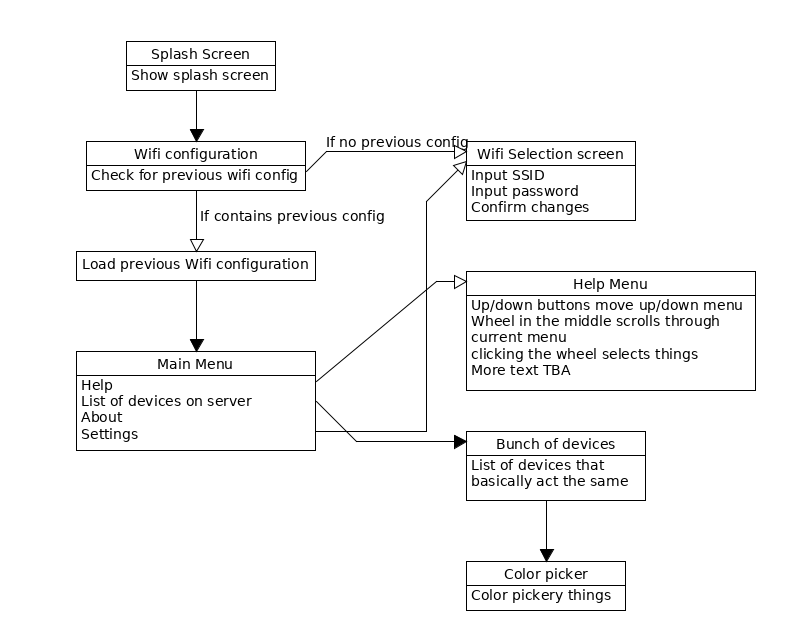 Splash Screen
Show splash screen
Wifi configuration
Check for previous wifi config
If no previous config
Wifi Selection screen
Input SSID
Input password
Confirm changes
If contains previous config
Load previous Wifi configuration
Main Menu
Help
List of devices on server
About
Settings
Help Menu
Up/down buttons move up/down menu
Wheel in the middle scrolls through
current menu
clicking the wheel selects things
More text TBA
Bunch of devices
List of devices that
basically act the same
Color picker
Color pickery things